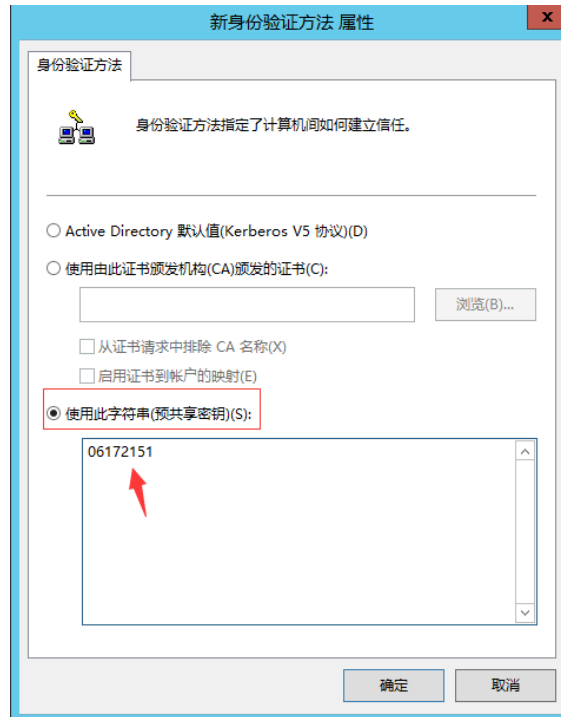 新身份验证方法 属性
x
身份验证方法
身份验证方法指定了计算机间如何建立信任。
Active Directory 默认值(Kerberos V5 协议)(D)
使用由此证书颁发机构(CA)颁发的证书(C):
浏览(B)...
从证书请求中排除 CA 名称(X)
启用证书到帐户的映射(E)
使用此字符串(预共享密钥)(S):
06172151
确定
取消